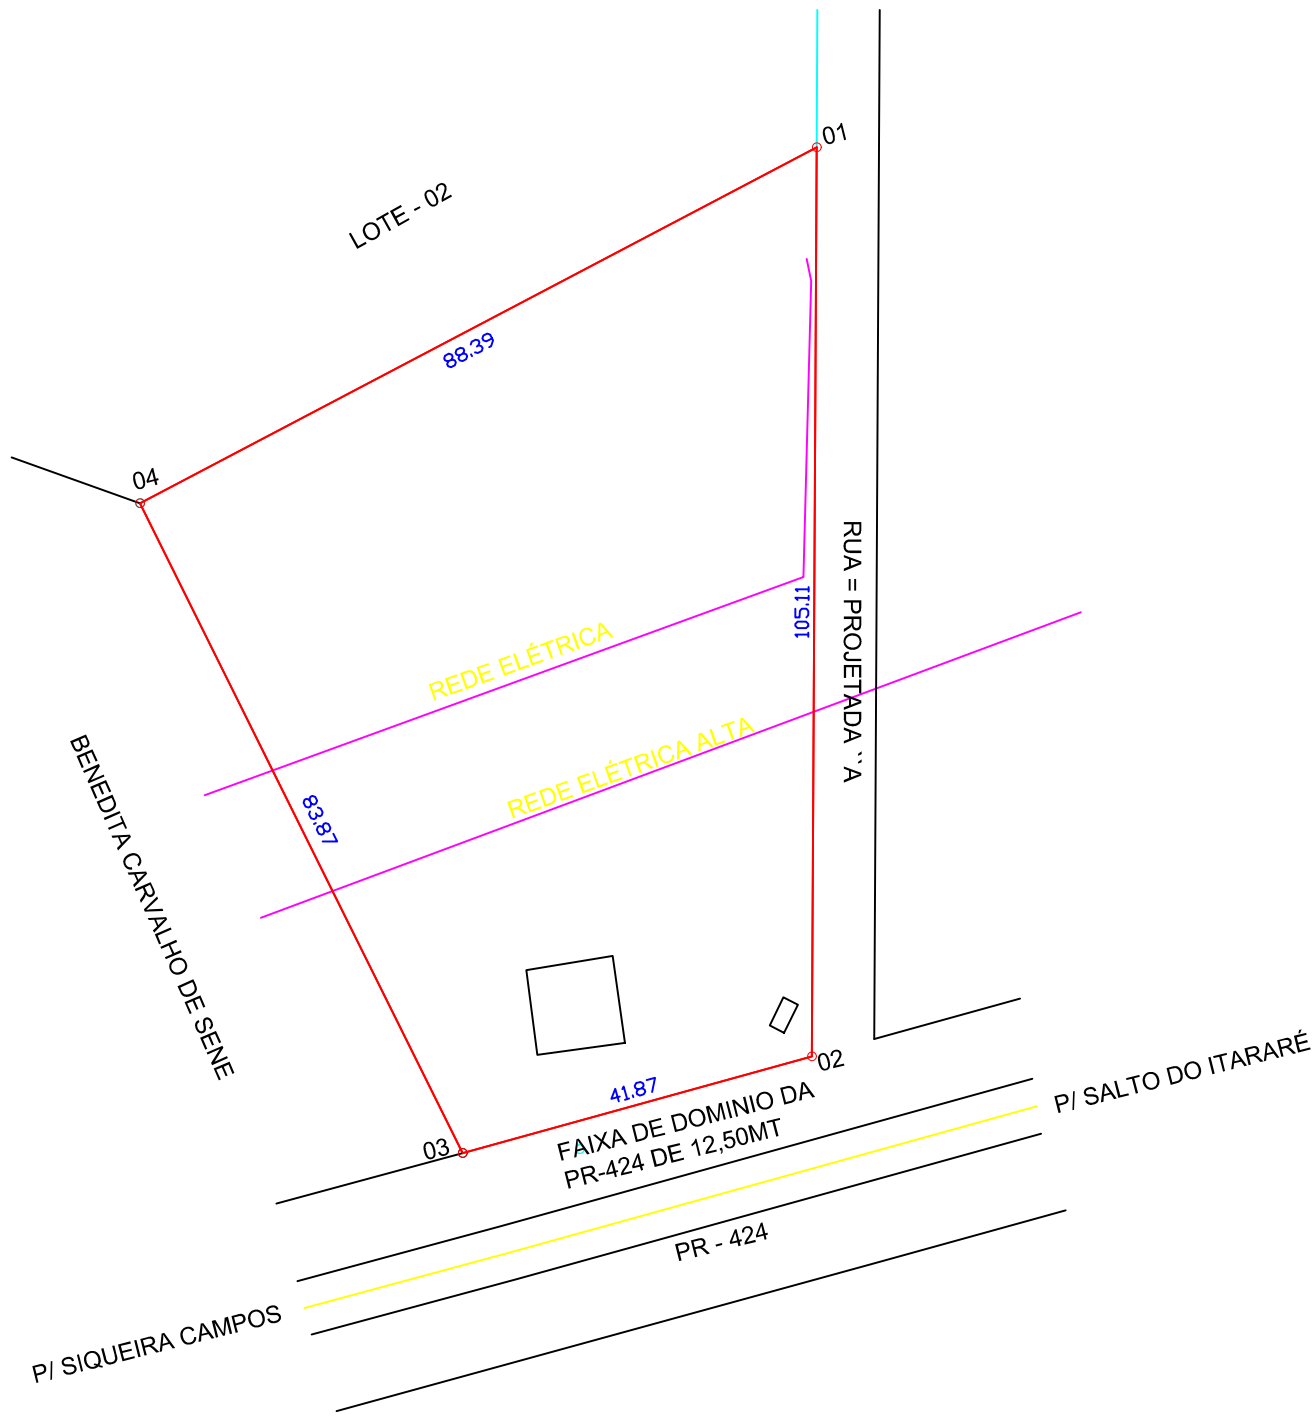 01
LOTE - 02
88.39
04
RUA = PROJETADA ``A
105.11
REDE ELÉTRICA
REDE ELÉTRICA ALTA
BENEDITA CARVALHO DE SENE
83.87
02
41.87
03
FAIXA DE DOMINIO DA
PR-424 DE 12,50MT
P/ SALTO DO ITARARÉ
PR - 424
P/ SIQUEIRA CAMPOS